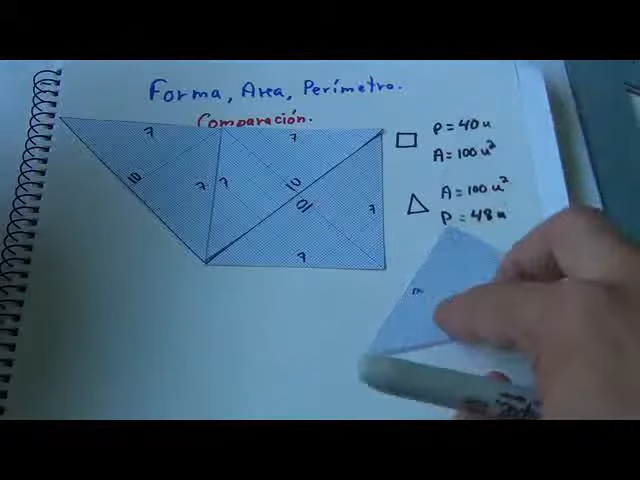 Forma, Area, Perímetro.
Comparación.
7
7
10
7
7
10
10
7
7
P = 40 u
A = 100 u²
A = 100 u²
P = 48 u